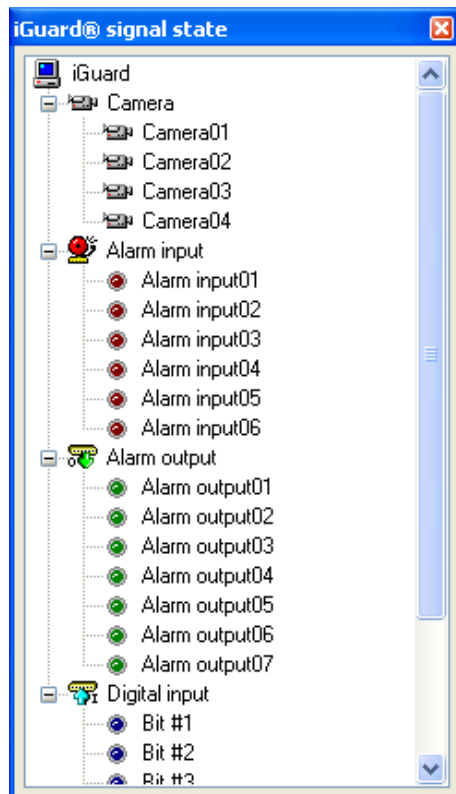 iGuard® signal state
iGuard
Camera
Camera01
Camera02
Camera03
Camera04
Alarm input
Alarm input01
Alarm input02
Alarm input03
Alarm input04
Alarm input05
Alarm input06
Alarm output
Alarm output01
Alarm output02
Alarm output03
Alarm output04
Alarm output05
Alarm output06
Alarm output07
Digital input
Bit #1
Bit #2
Bit #3